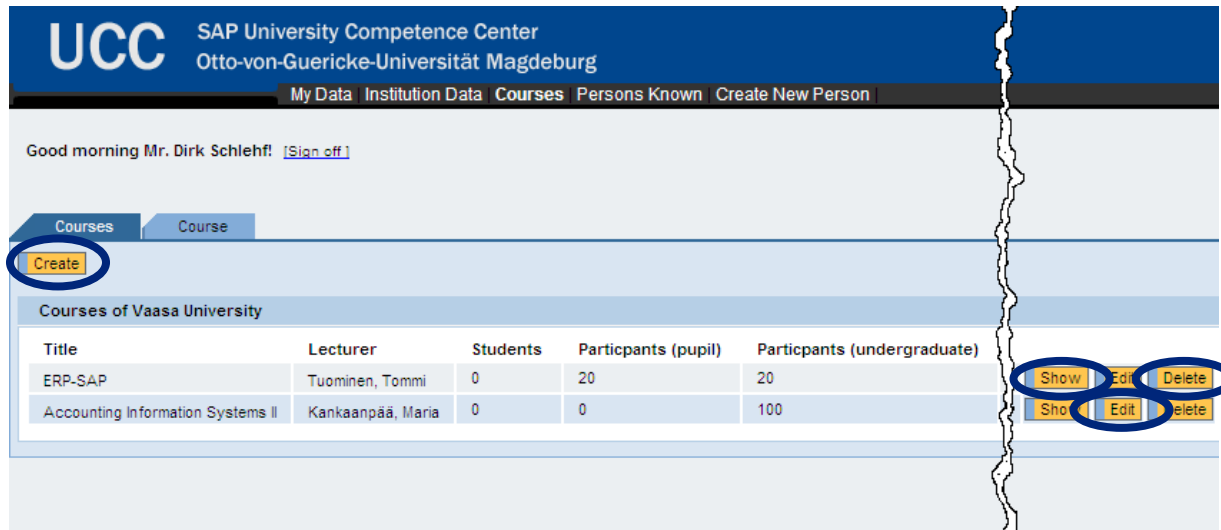 UCC SAP University Competence Center
Otto-von-Guericke-Universität Magdeburg
My Data | Institution Data | Courses | Persons Known | Create New Person |
Good morning Mr. Dirk Schlehf! [Sign off ]
Courses Course
Create
Courses of Vaasa University
Title Lecturer Students Particpants (pupil) Particpants (undergraduate)
ERP-SAP Tuominen, Tommi 0 20 20 Show Edit Delete
Accounting Information Systems II Kankaanpää, Maria 0 0 100 Show Edit Delete